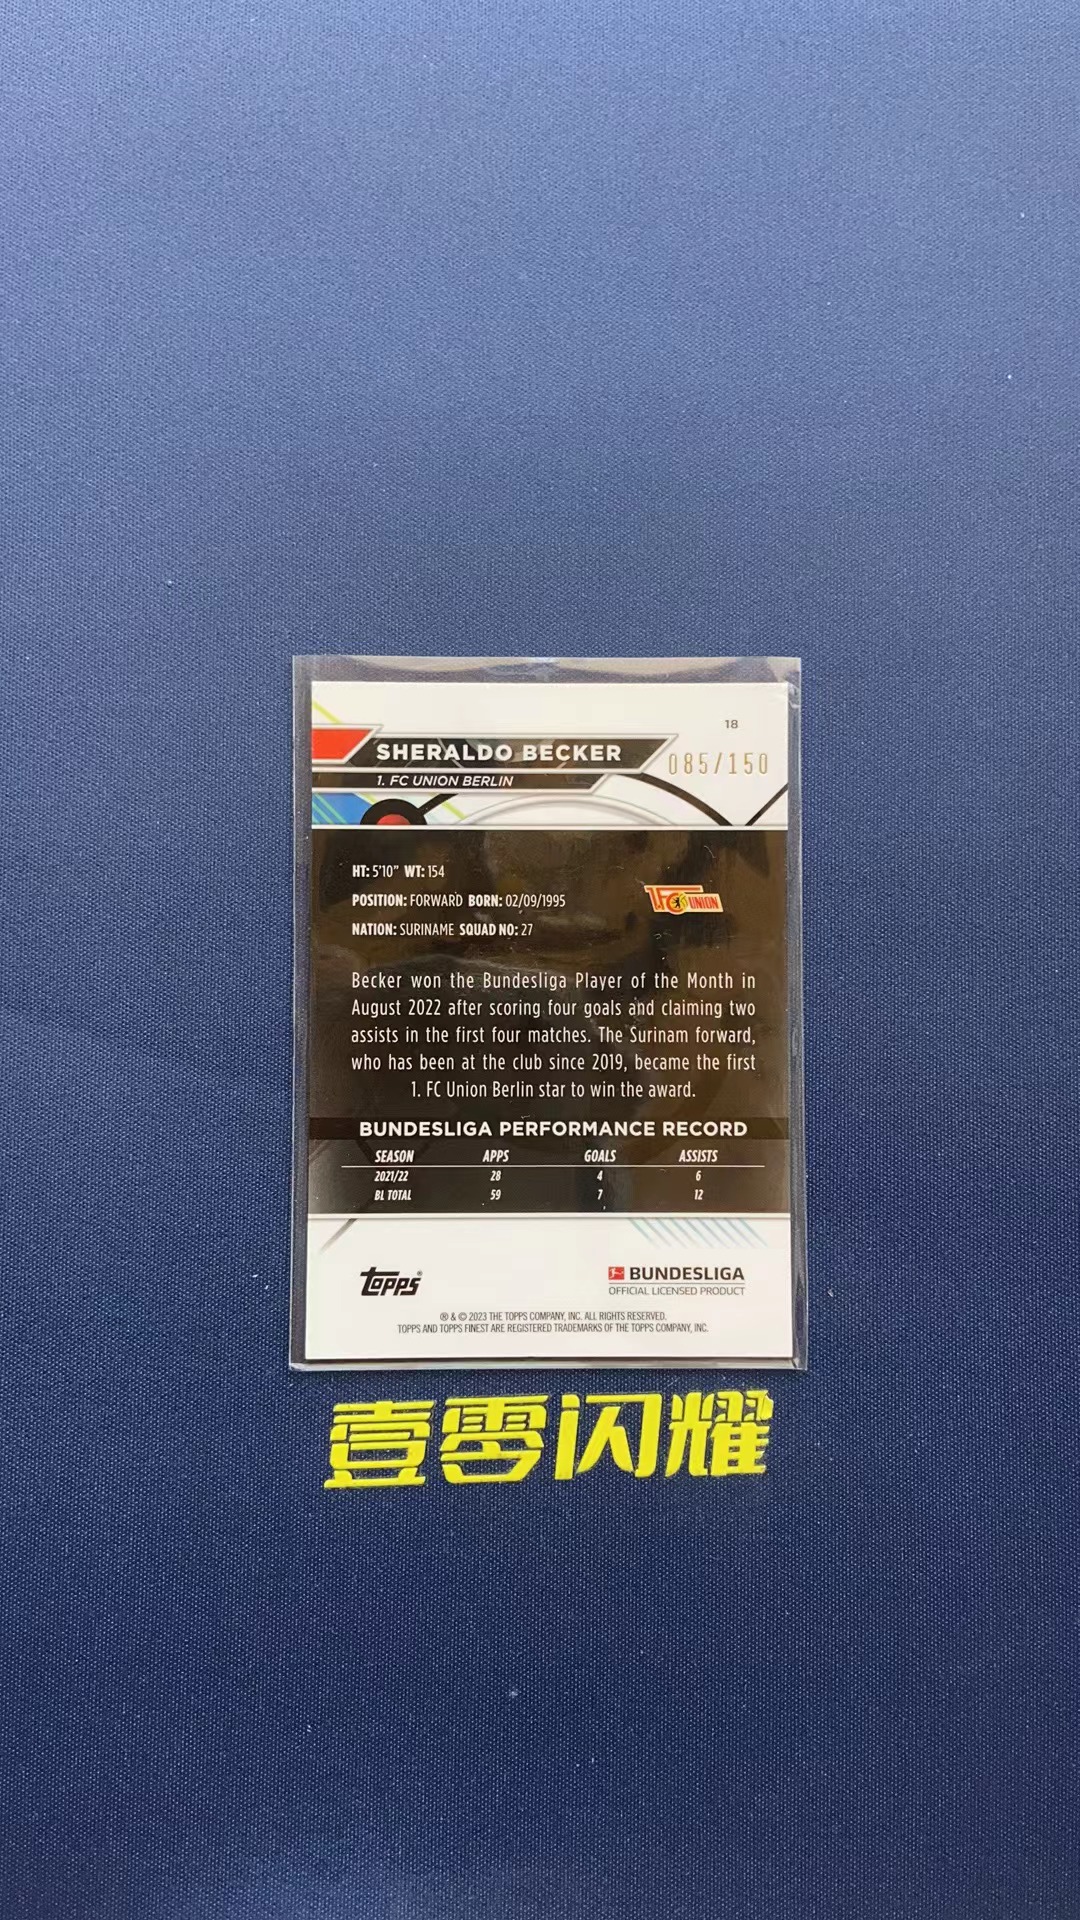 18
SHERALDO BECKER
085/150
1. FC UNION BERLIN
HT: 5'10" WT: 154
POSITION: FORWARD BORN: 02/09/1995
1.FC UNION
NATION: SURINAME SQUAD NO: 27
Becker won the Bundesliga Player of the Month in
August 2022 after scoring four goals and claiming two
assists in the first four matches. The Surinam forward,
who has been at the club since 2019, became the first
1. FC Union Berlin star to win the award.
BUNDESLIGA PERFORMANCE RECORD
SEASON APPS GOALS ASSISTS
2021/22 28 4 6
BL TOTAL 59 7 12
Topps®
BUNDESLIGA
OFFICIAL LICENSED PRODUCT
® & © 2023 THE TOPPS COMPANY, INC. ALL RIGHTS RESERVED.
TOPPS AND TOPPS FINEST ARE REGISTERED TRADEMARKS OF THE TOPPS COMPANY, INC.
壹零闪耀